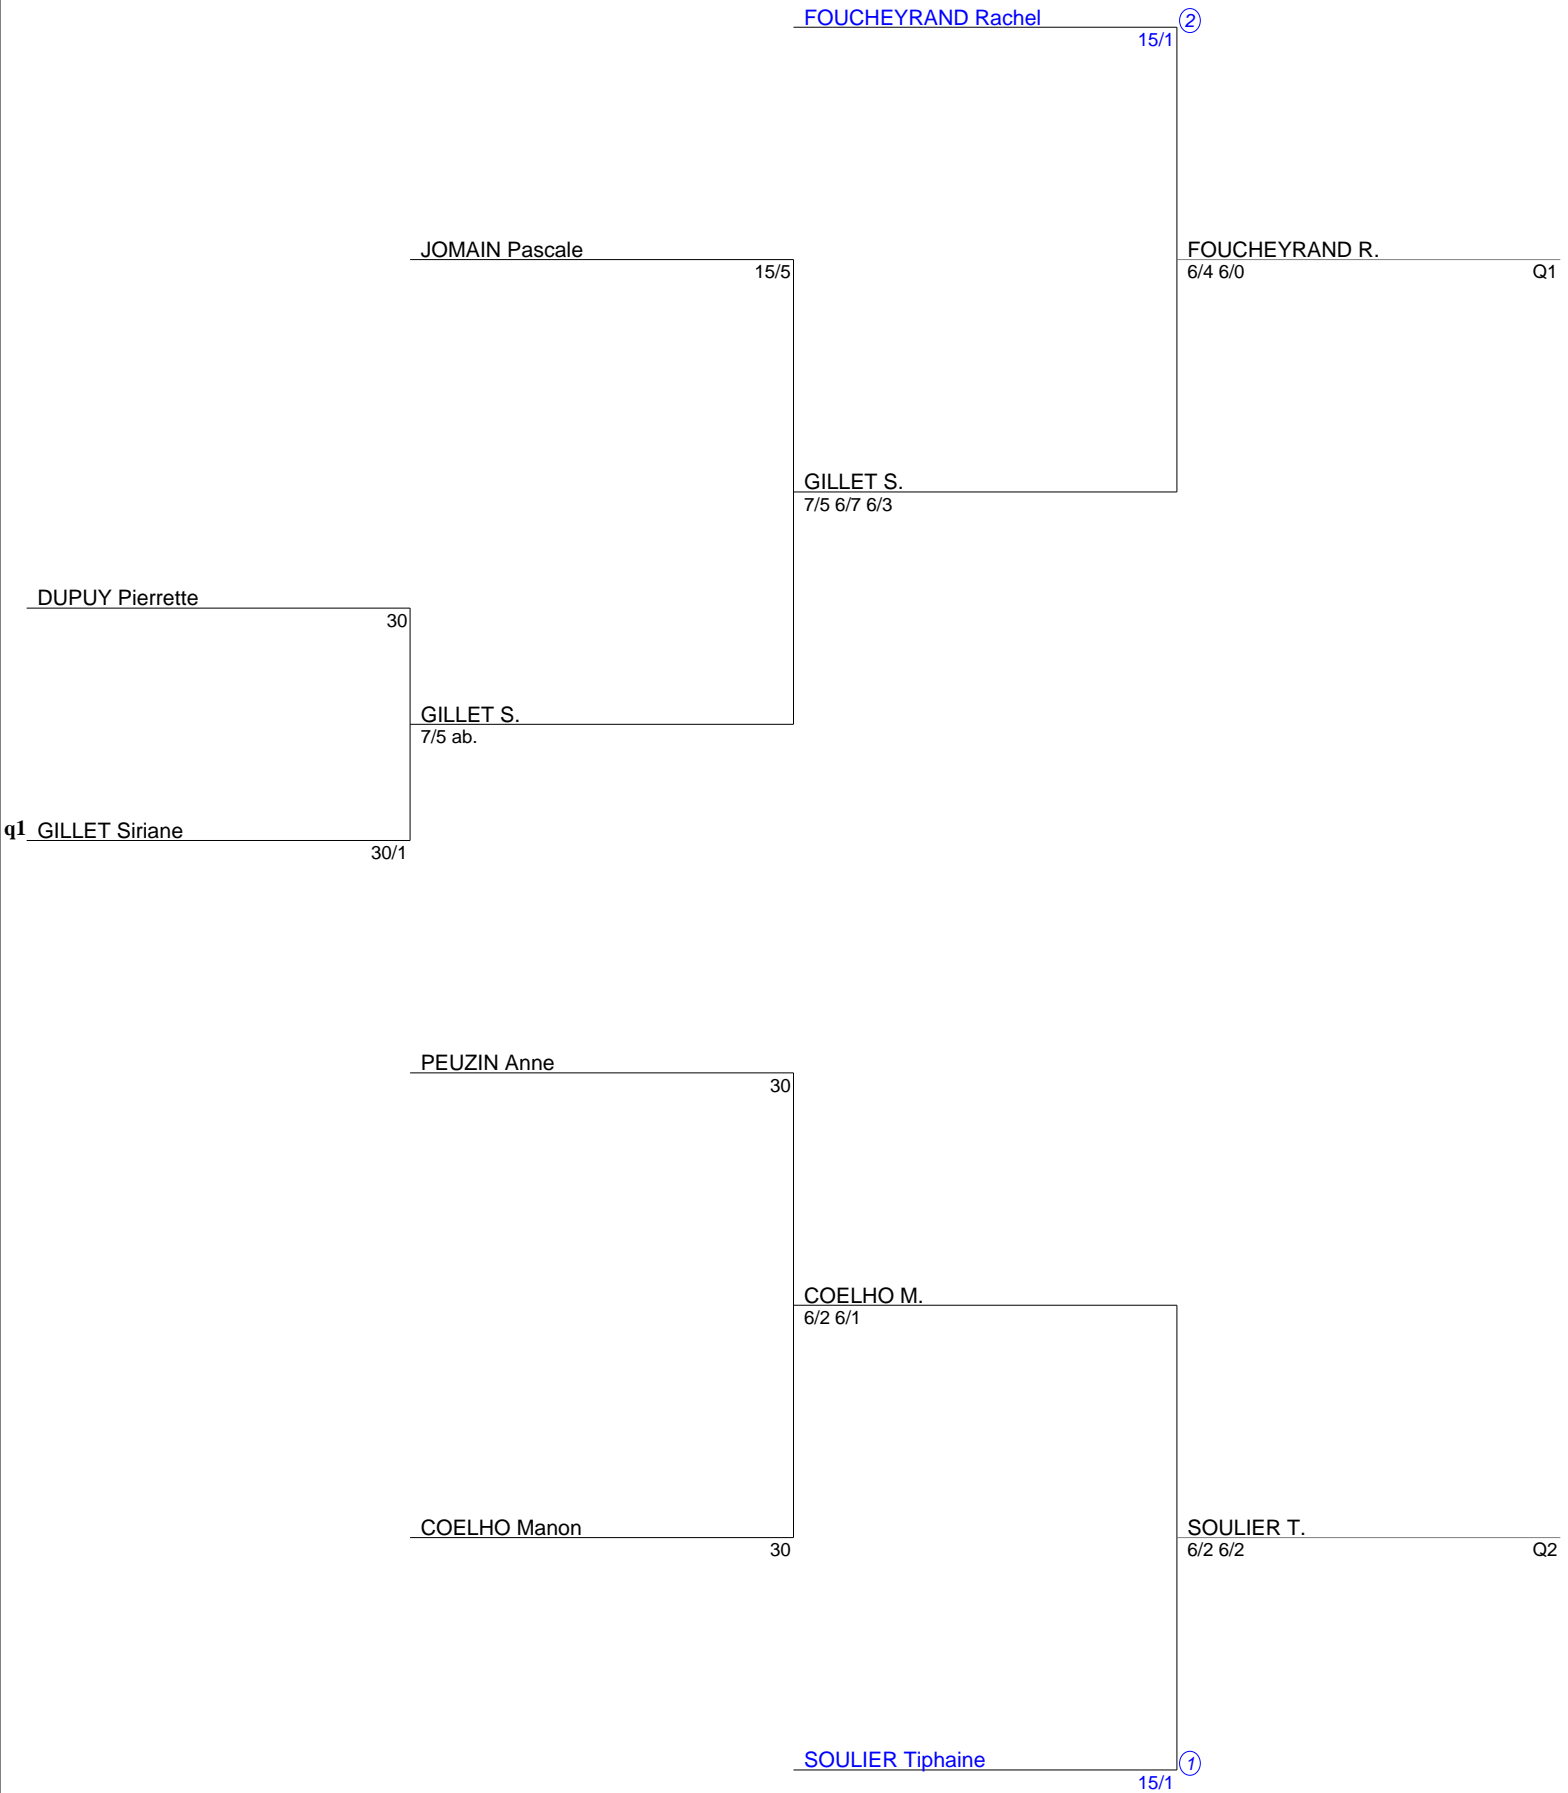 FOUCHEYRAND Rachel 2
15/1
JOMAIN Pascale
15/5
FOUCHEYRAND R.
6/4 6/0 Q1
GILLET S.
7/5 6/7 6/3
DUPUY Pierrette
30
GILLET S.
7/5 ab.
q1 GILLET Siriane
30/1
PEUZIN Anne
30
COELHO M.
6/2 6/1
COELHO Manon
30
SOULIER T.
6/2 6/2 Q2
SOULIER Tiphaine 1
15/1